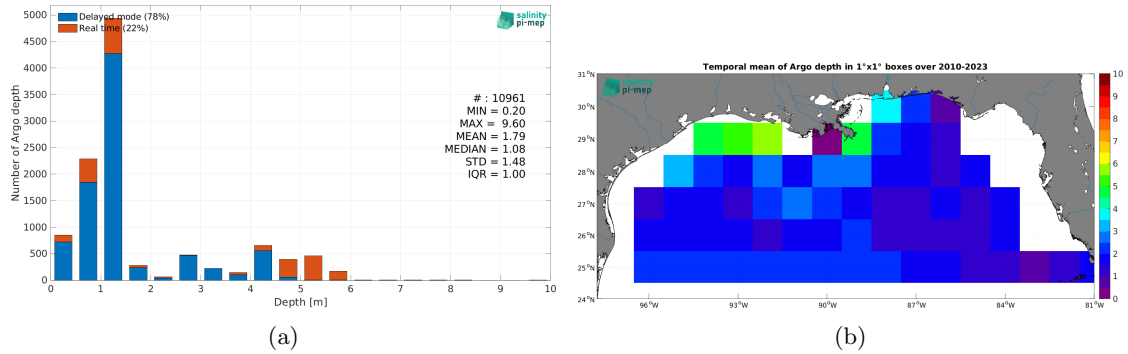 Delayed mode (78%)
Real time (22%)
salinity
pi-mep
Number of Argo depth
5000
4500
4000
3500
3000
2500
2000
1500
1000
500
0
# : 10961
MIN = 0.20
MAX = 9.60
MEAN = 1.79
MEDIAN = 1.08
STD = 1.48
IQR = 1.00
0 1 2 3 4 5 6 7 8 9 10
Depth [m]
(a)
Temporal mean of Argo depth in 1°x1° boxes over 2010-2023
salinity
pi-mep
31°N
30°N
29°N
28°N
27°N
26°N
25°N
24°N
96°W 93°W 90°W 87°W 84°W 81°W
10
9
8
7
6
5
4
3
2
1
0
(b)